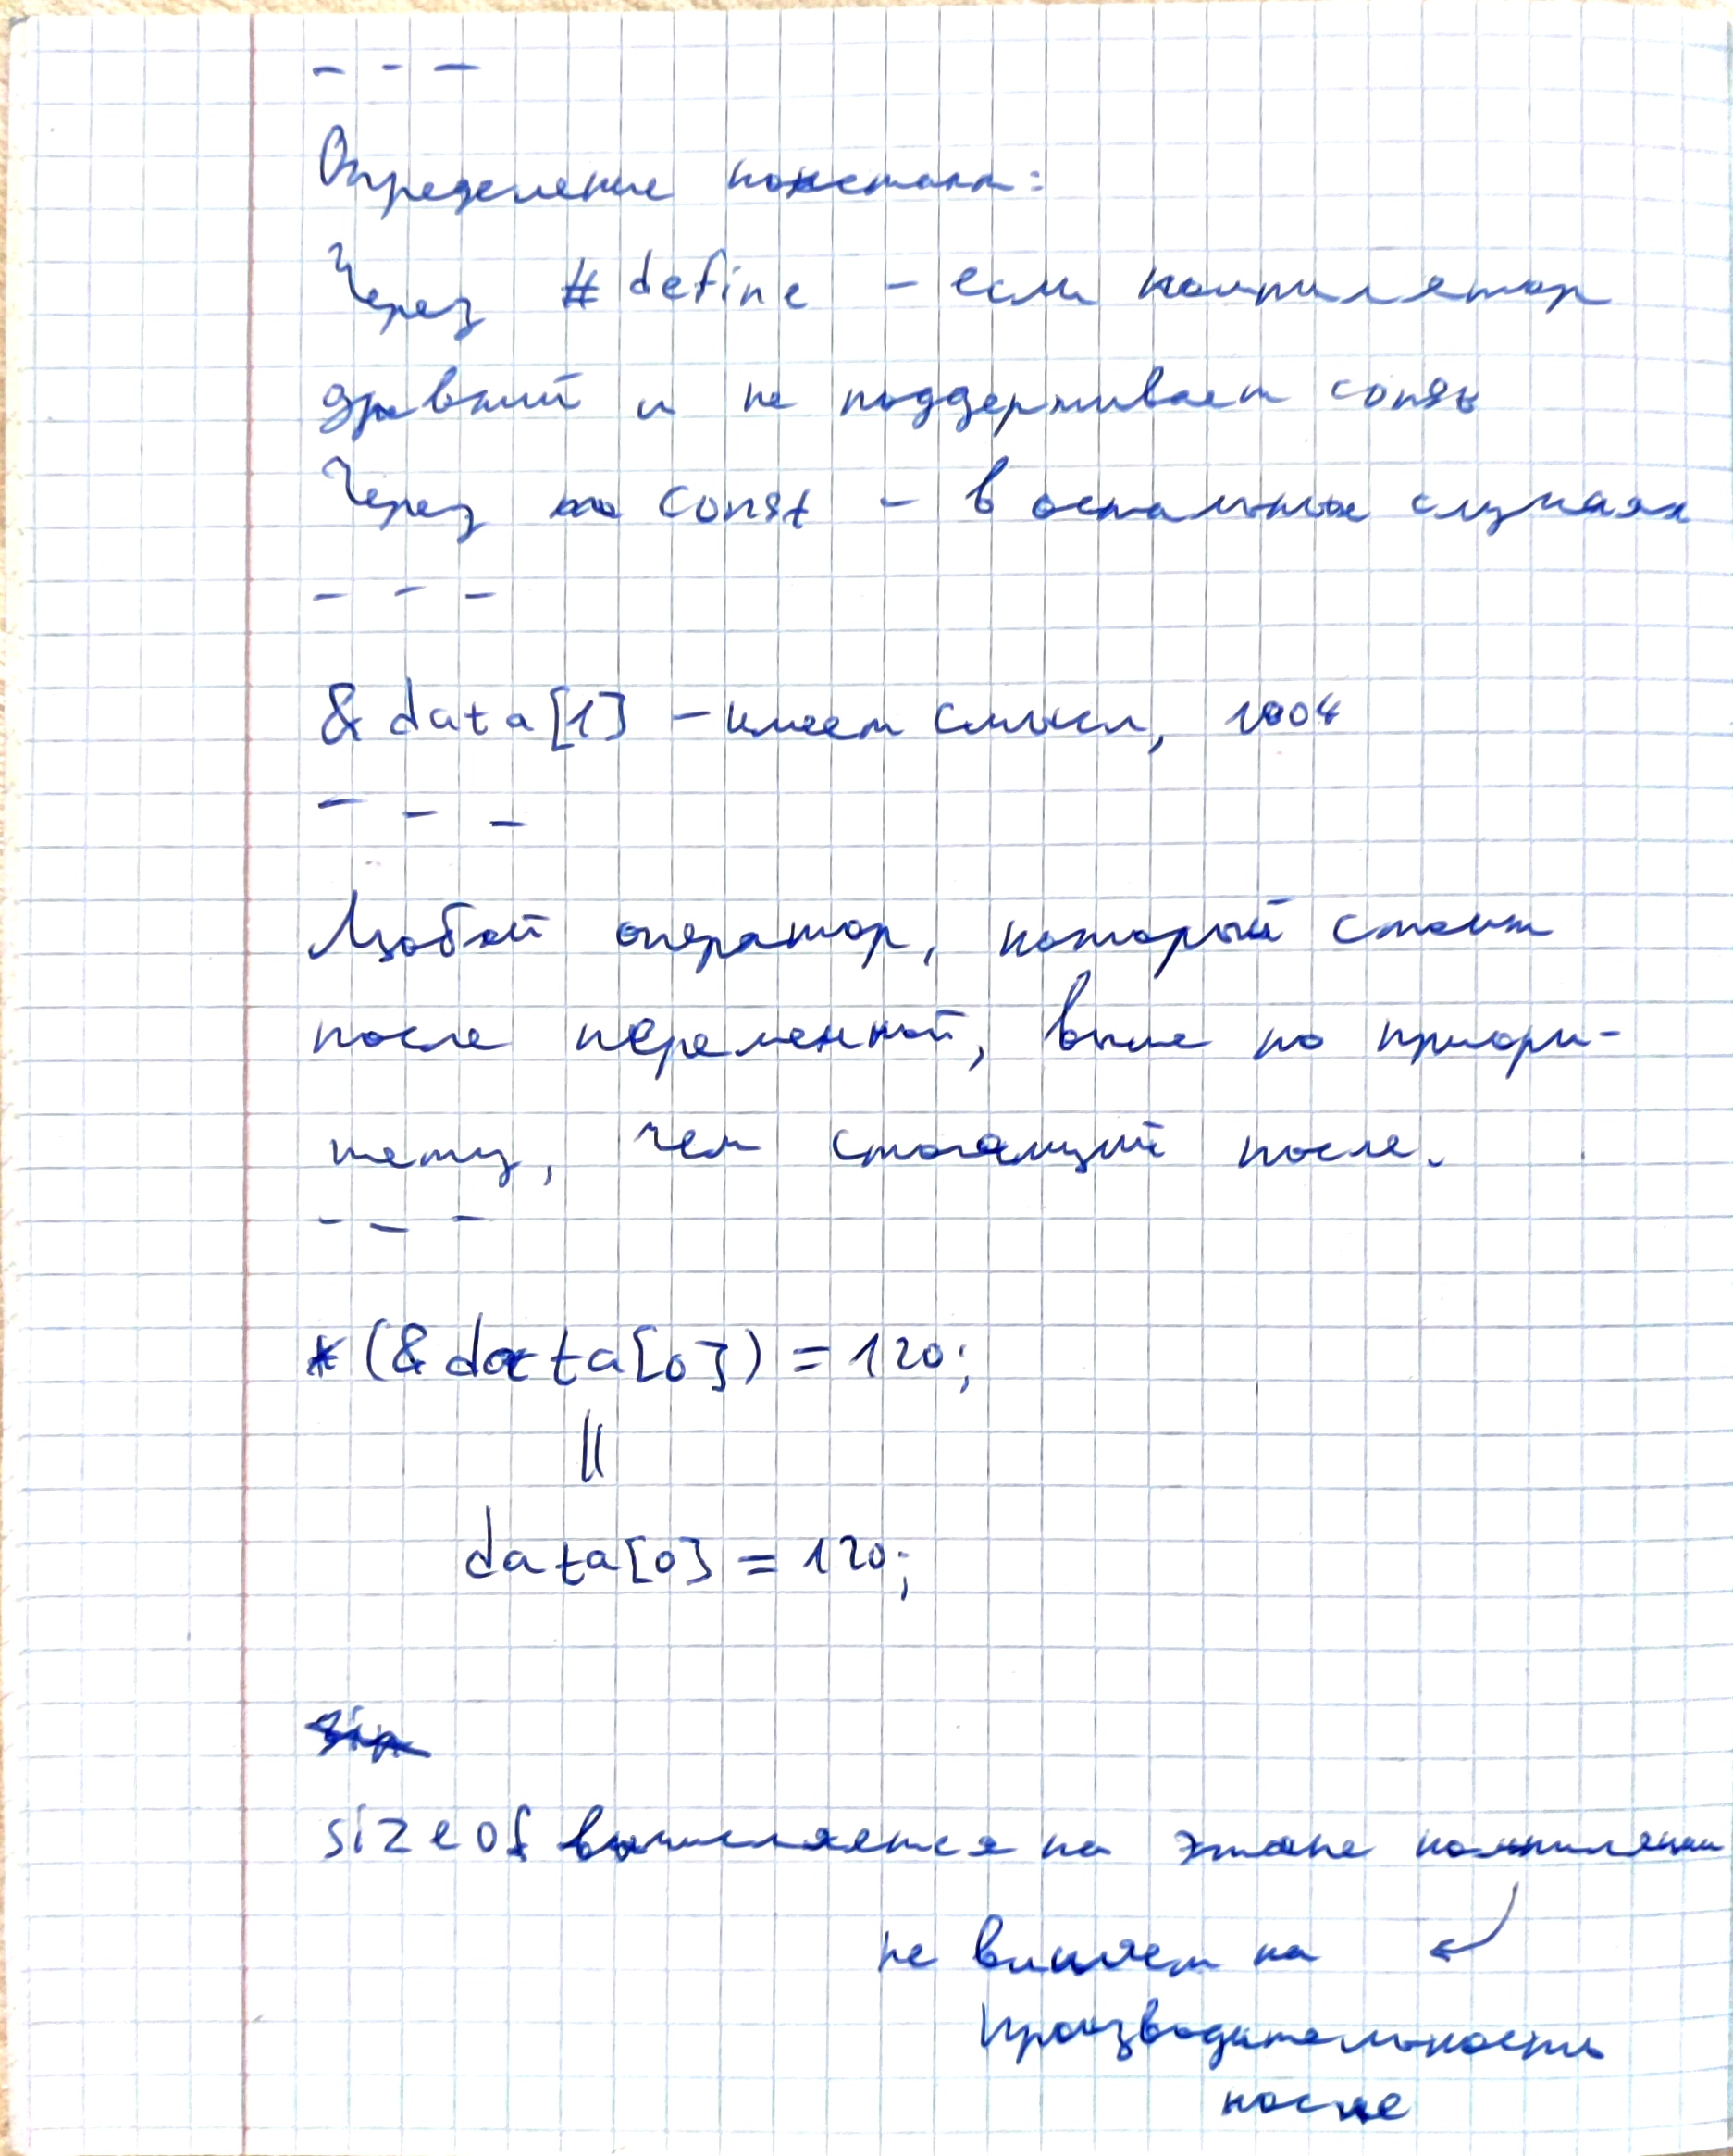 - - -
Определение констант:
Через #define - если компилятор
древний и не поддерживает const
Через const - в остальных случаях
- - -
&data[1] - имеет смысл, 1004
- - -
Любой оператор, который стоит
после переменной, выше по приори-
тету, чем стоящий после.
- - -
*(&data[0]) = 120;
||
data[0] = 120;
sizeof вычисляется на этапе компиляции
не влияет на
производительность
после